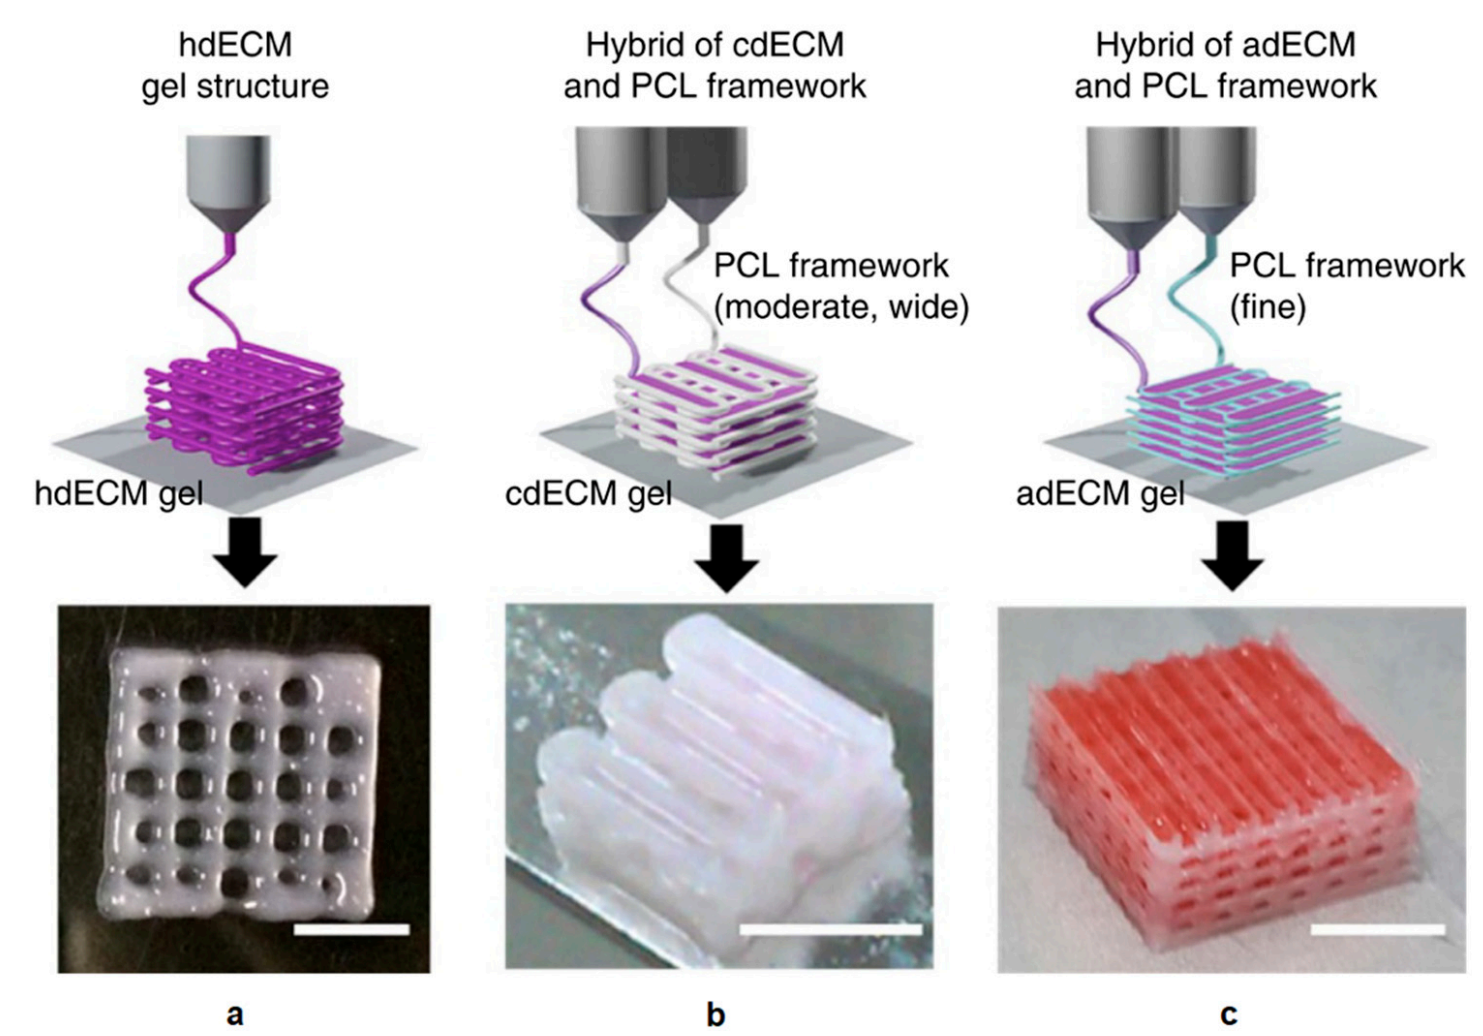 hdECM
gel structure
Hybrid of cdECM
and PCL framework
Hybrid of adECM
and PCL framework
PCL framework
(moderate, wide)
PCL framework
(fine)
hdECM gel
cdECM gel
adECM gel
a
b
c